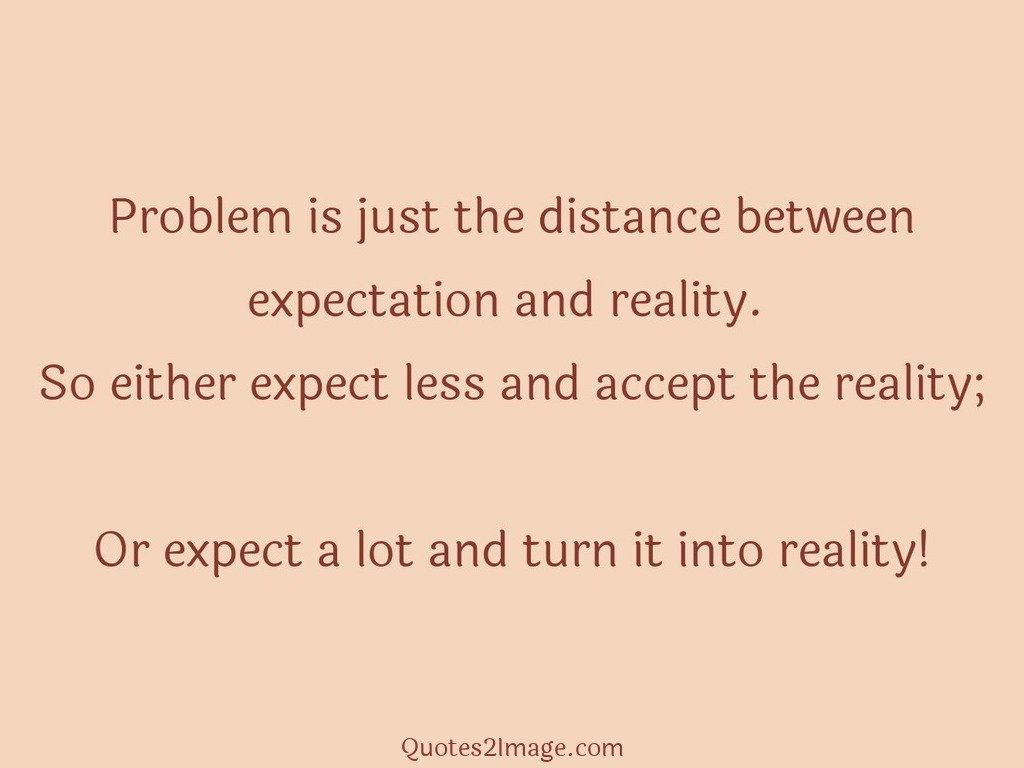 Problem is just the distance between
expectation and reality.
So either expect less and accept the reality;
Or expect a lot and turn it into reality!
Quotes2Image.com